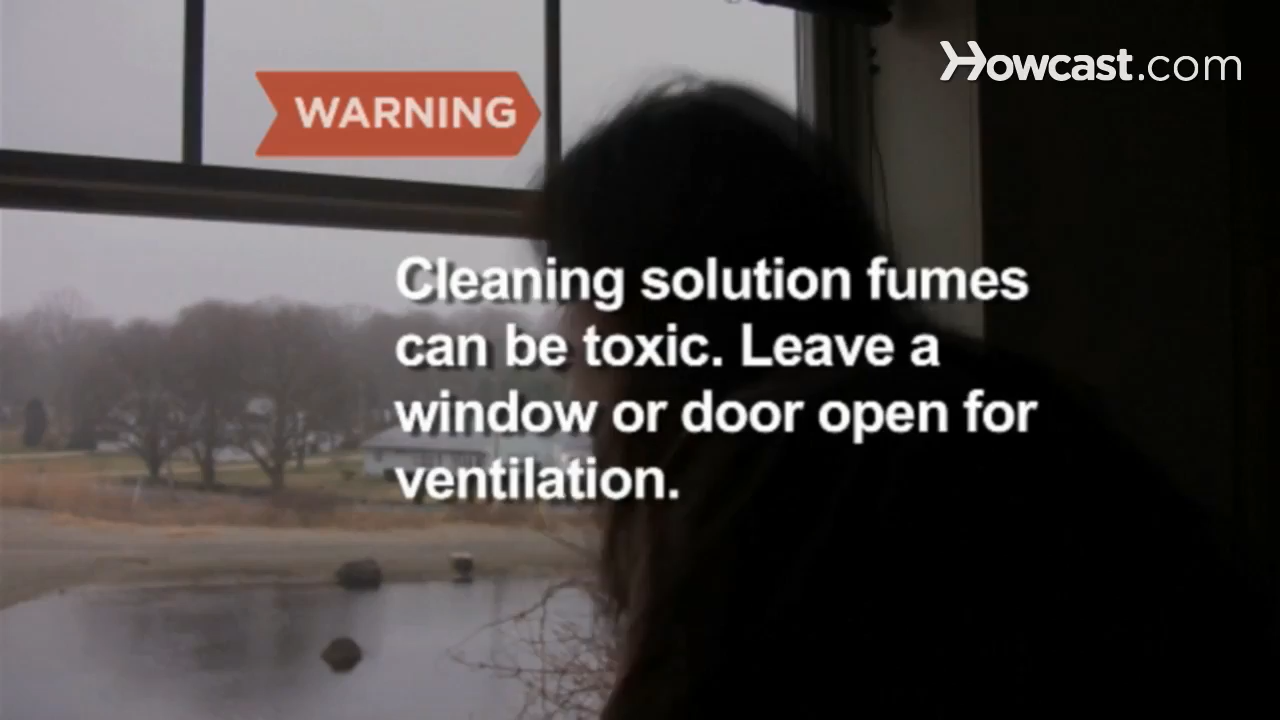 Howcast.com
WARNING
Cleaning solution fumes
can be toxic. Leave a
window or door open for
ventilation.